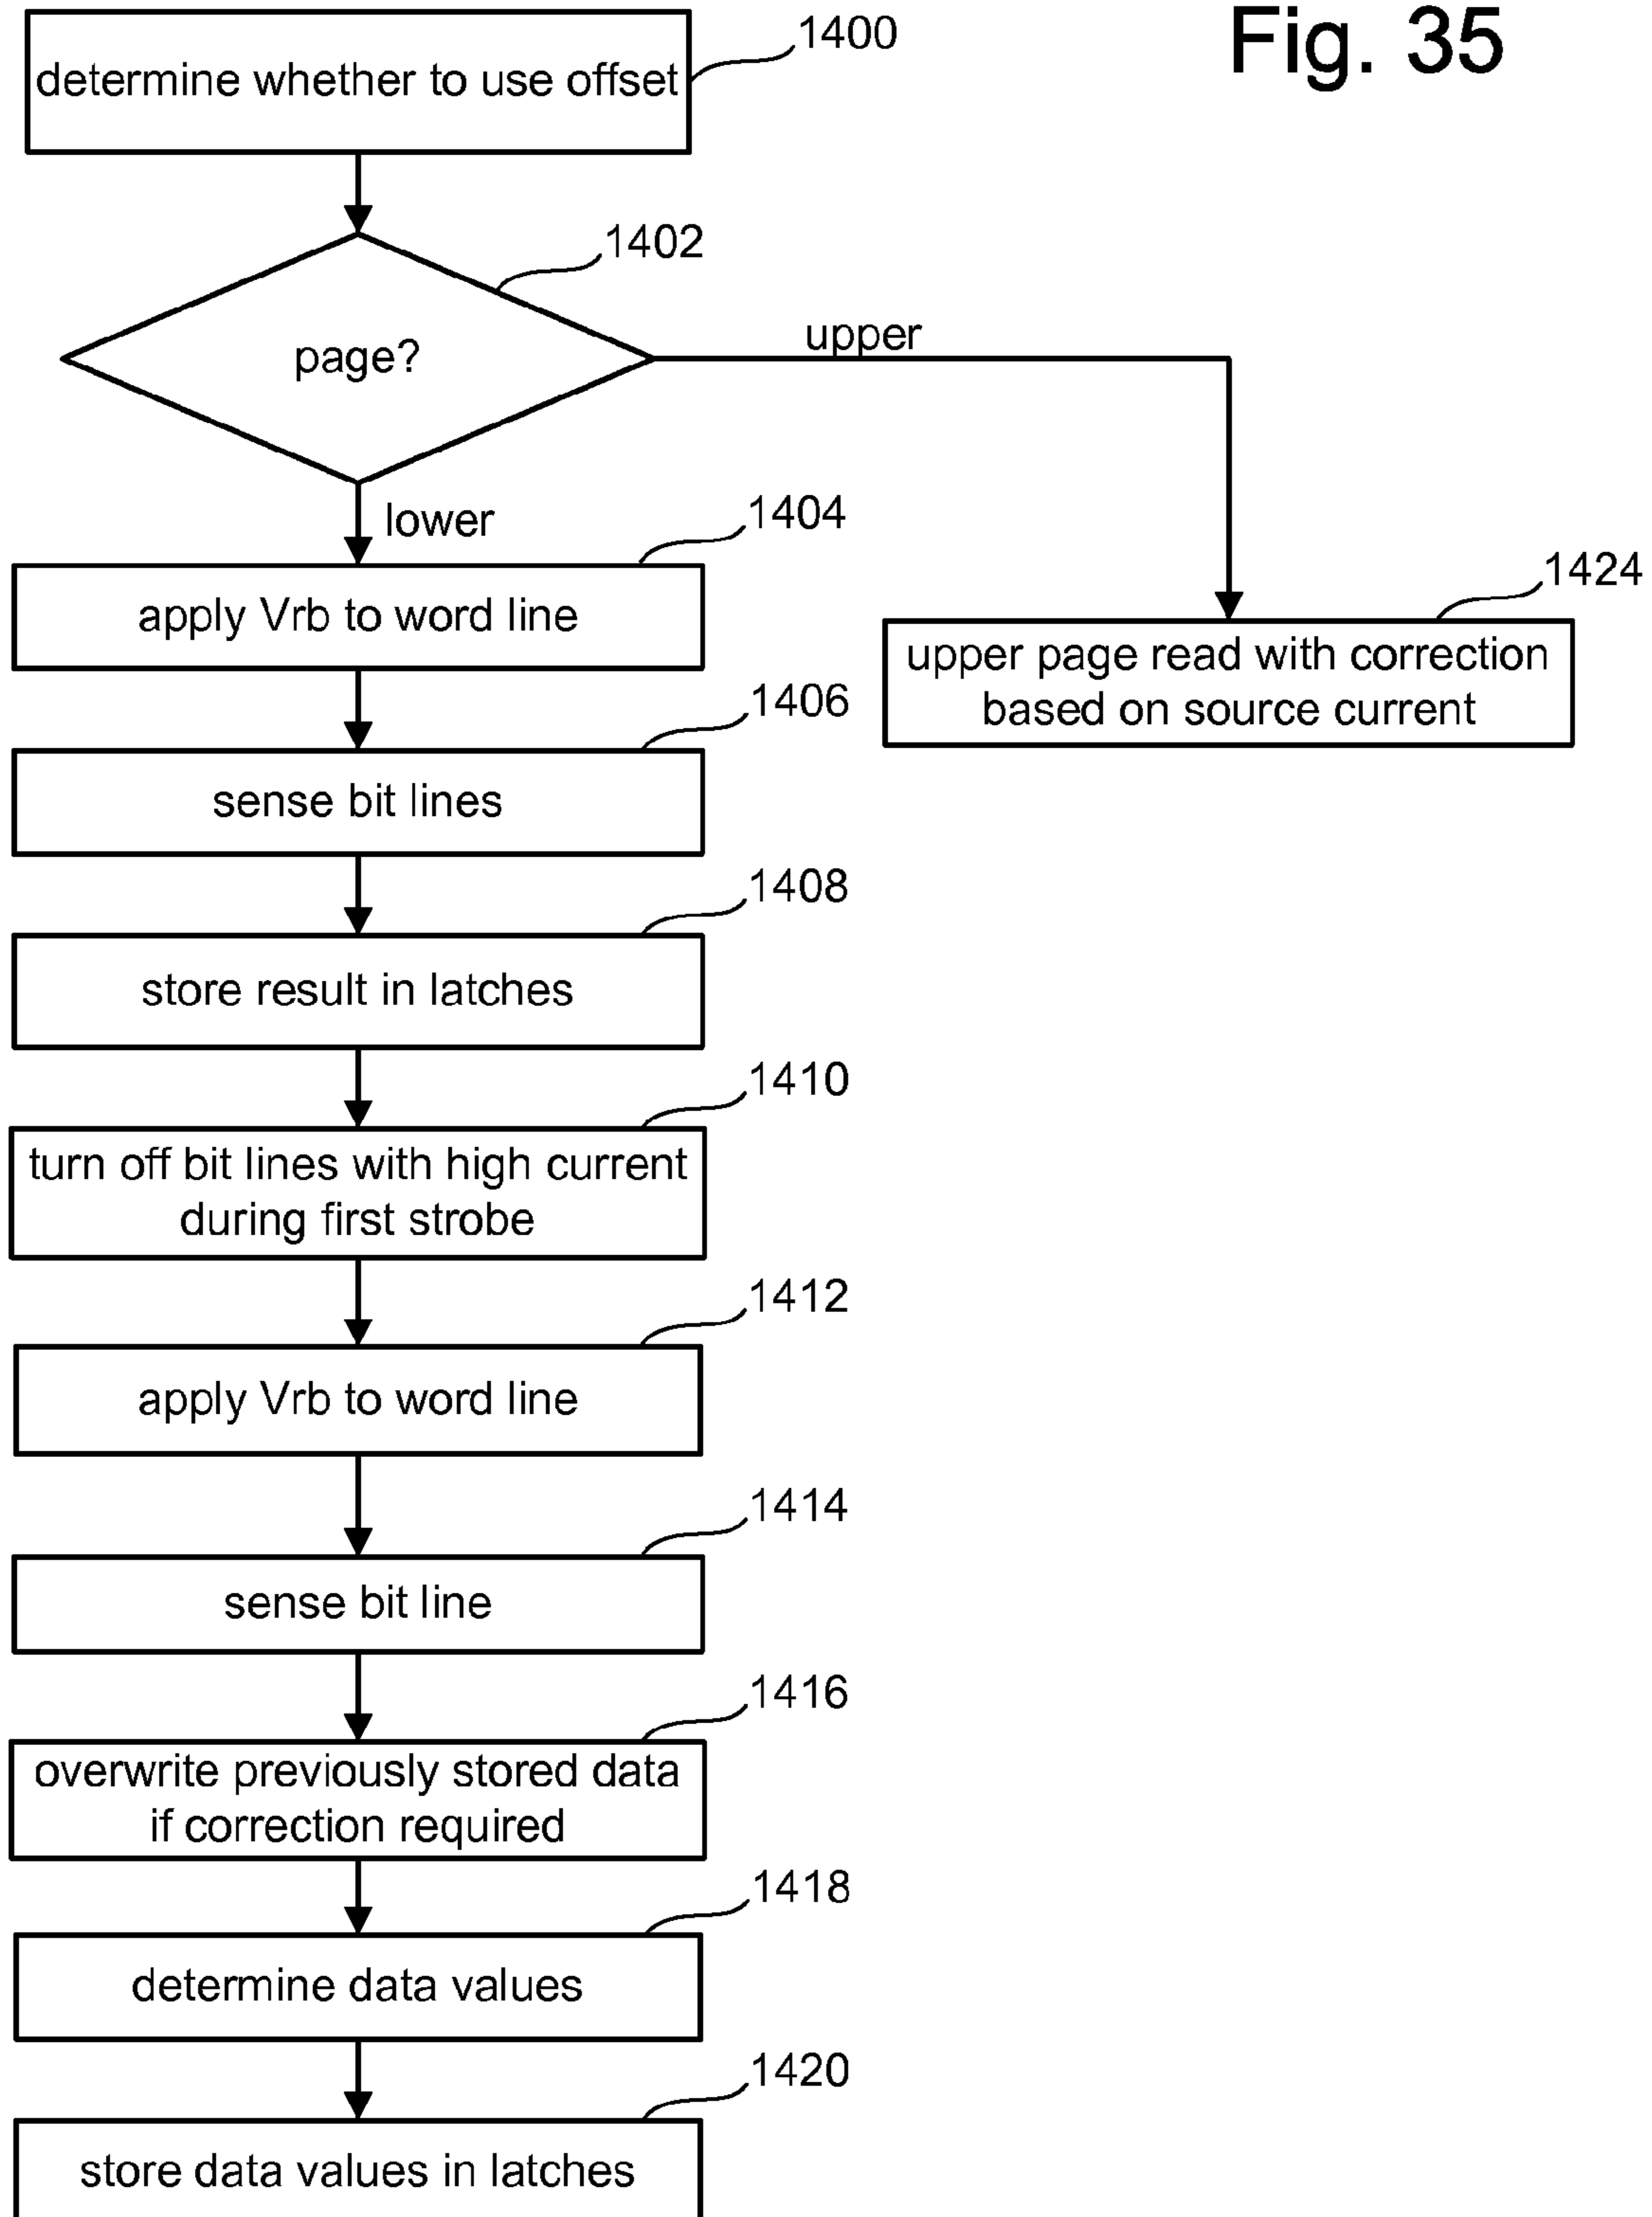 Fig. 35
1400
determine whether to use offset
1402
page?
upper
lower
1404
apply Vrb to word line
1424
upper page read with correction
based on source current
1406
sense bit lines
1408
store result in latches
1410
turn off bit lines with high current
during first strobe
1412
apply Vrb to word line
1414
sense bit line
1416
overwrite previously stored data
if correction required
1418
determine data values
1420
store data values in latches